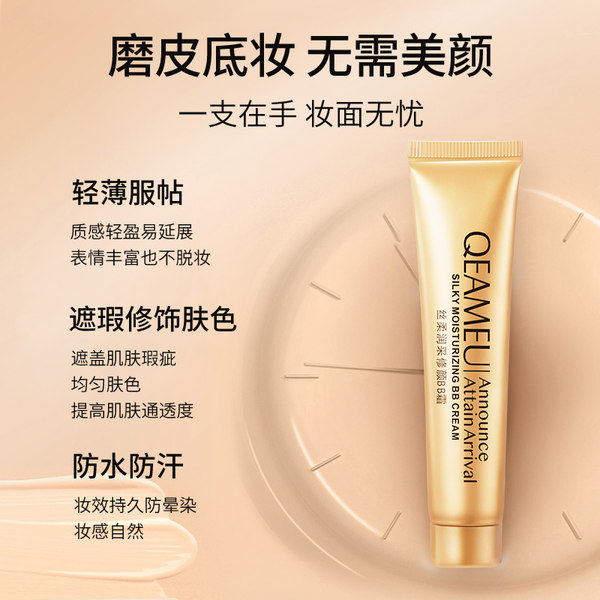 磨皮底妆 无需美颜
一支在手 妆面无忧
轻薄服帖
质感轻盈易延展
表情丰富也不脱妆
遮瑕修饰肤色
遮盖肌肤瑕疵
均匀肤色
提高肌肤通透度
防水防汗
妆效持久防晕染
妆感自然
QEAMEU
Announce
Attain Arrival
SILKY MOISTURIZING BB CREAM
丝柔润采修颜BB霜